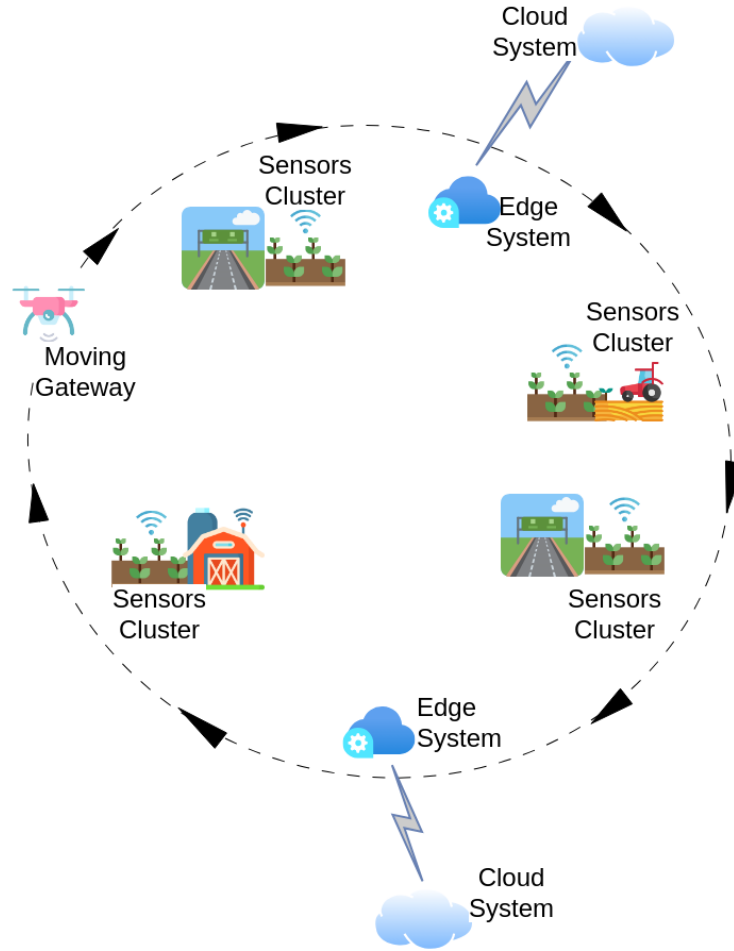 Cloud
System
Sensors
Cluster
Edge
System
Sensors
Cluster
Moving
Gateway
Sensors
Cluster
Sensors
Cluster
Edge
System
Cloud
System